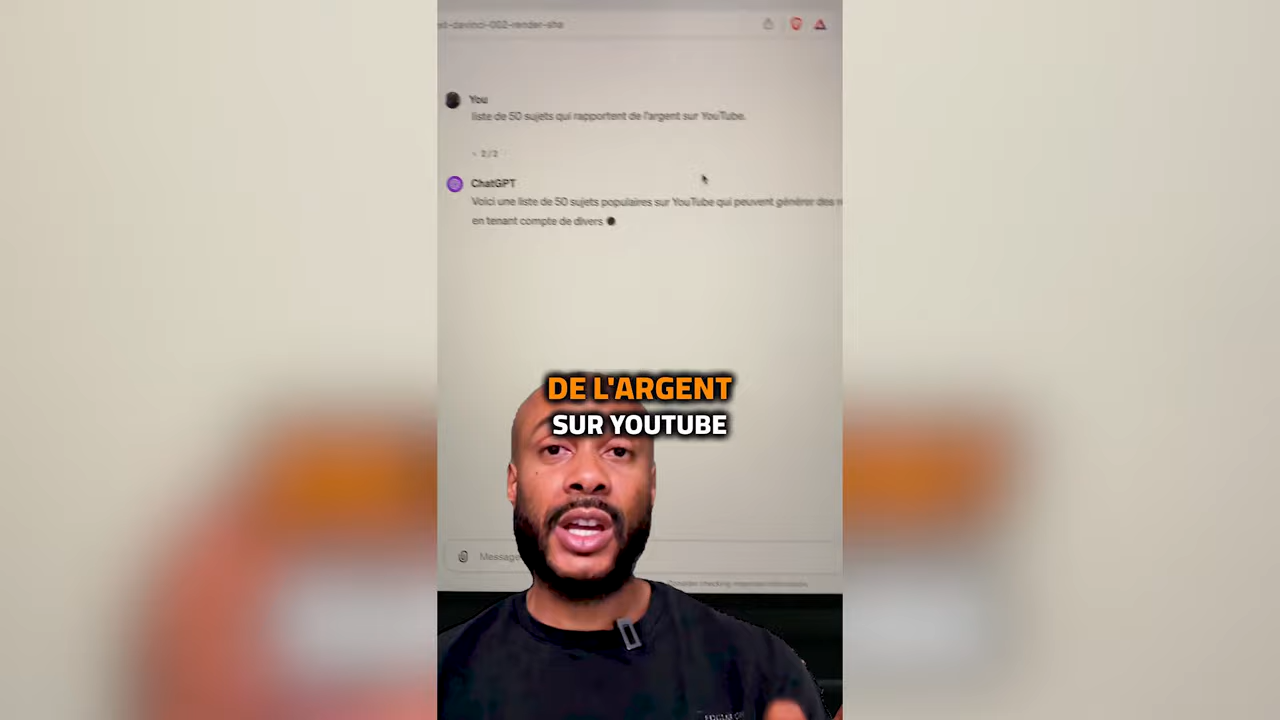 You
liste de 50 sujets qui rapportent de l'argent sur YouTube.
2/2
ChatGPT
Voici une liste de 50 sujets populaires sur YouTube qui peuvent générer des
en tenant compte de divers
DE L'ARGENT
SUR YOUTUBE
Message